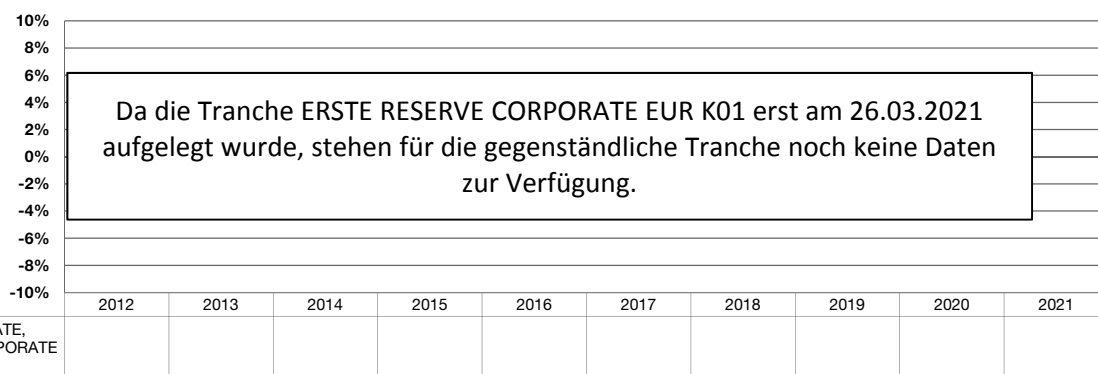 10%
8%
6%
4%
2%
0%
-2%
-4%
-6%
-8%
-10%
Da die Tranche ERSTE RESERVE CORPORATE EUR K01 erst am 26.03.2021
aufgelegt wurde, stehen für die gegenständliche Tranche noch keine Daten
zur Verfügung.
2012 2013 2014 2015 2016 2017 2018 2019 2020 2021